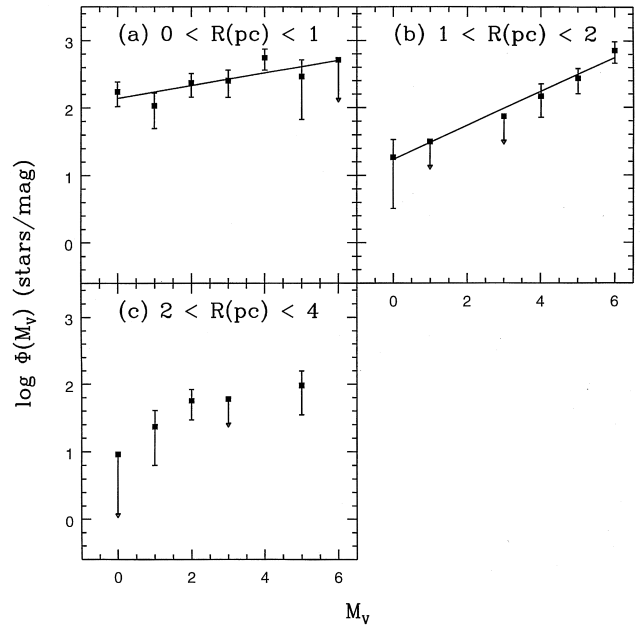 (a) 0 < R(pc) < 1
(b) 1 < R(pc) < 2
3
2
1
0
0 2 4 6
(c) 2 < R(pc) < 4
3
2
1
0
0 2 4 6
log Φ(M_V) (stars/mag)
M_V